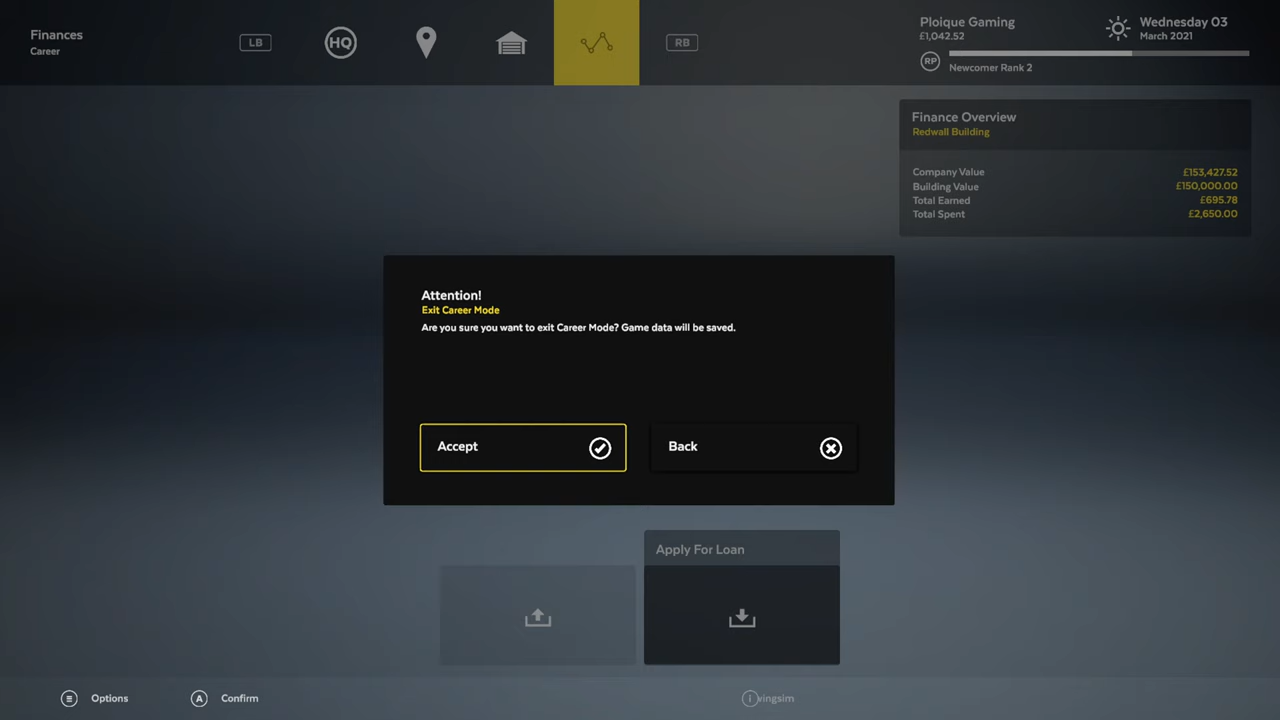 Finances
Career
LB
HQ
RB
Ploique Gaming
£1,042.52
RP
Newcomer Rank 2
Wednesday 03
March 2021
Finance Overview
Redwall Building
Company Value £153,427.52
Building Value £150,000.00
Total Earned £695.78
Total Spent £2,650.00
Attention!
Exit Career Mode
Are you sure you want to exit Career Mode? Game data will be saved.
Accept
Back
Apply For Loan
Options
A Confirm
i